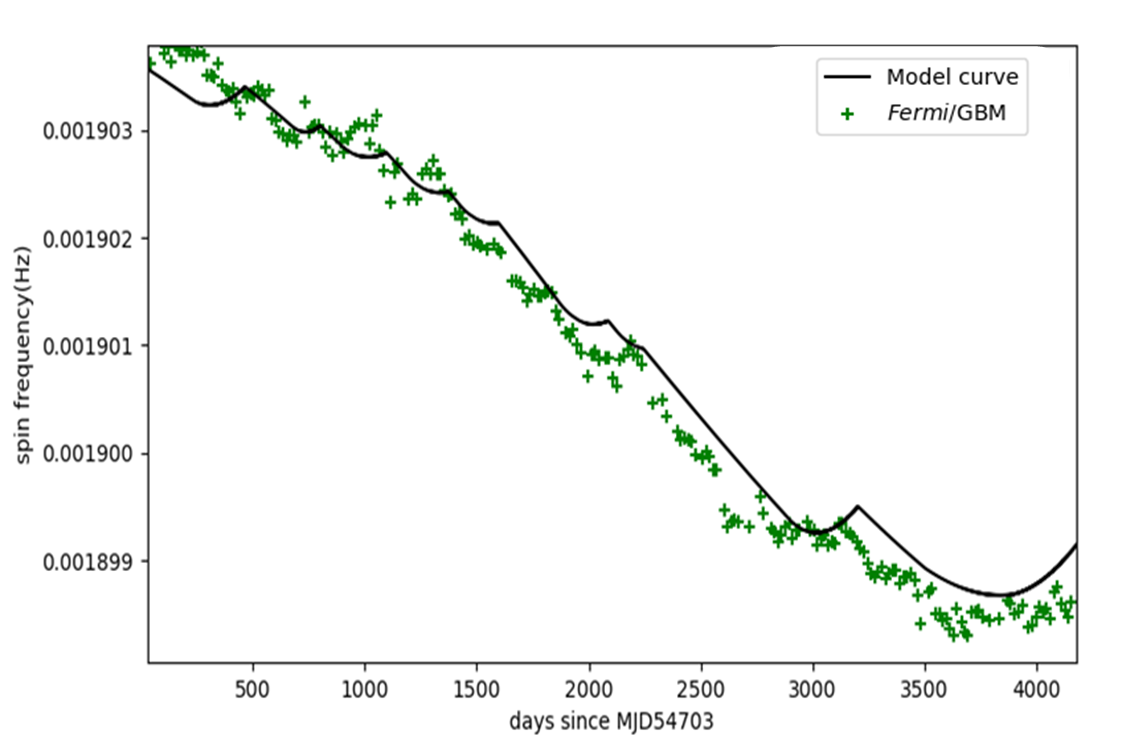 Model curve
Fermi/GBM
0.001903
0.001902
0.001901
0.001900
0.001899
spin frequency(Hz)
500 1000 1500 2000 2500 3000 3500 4000
days since MJD54703